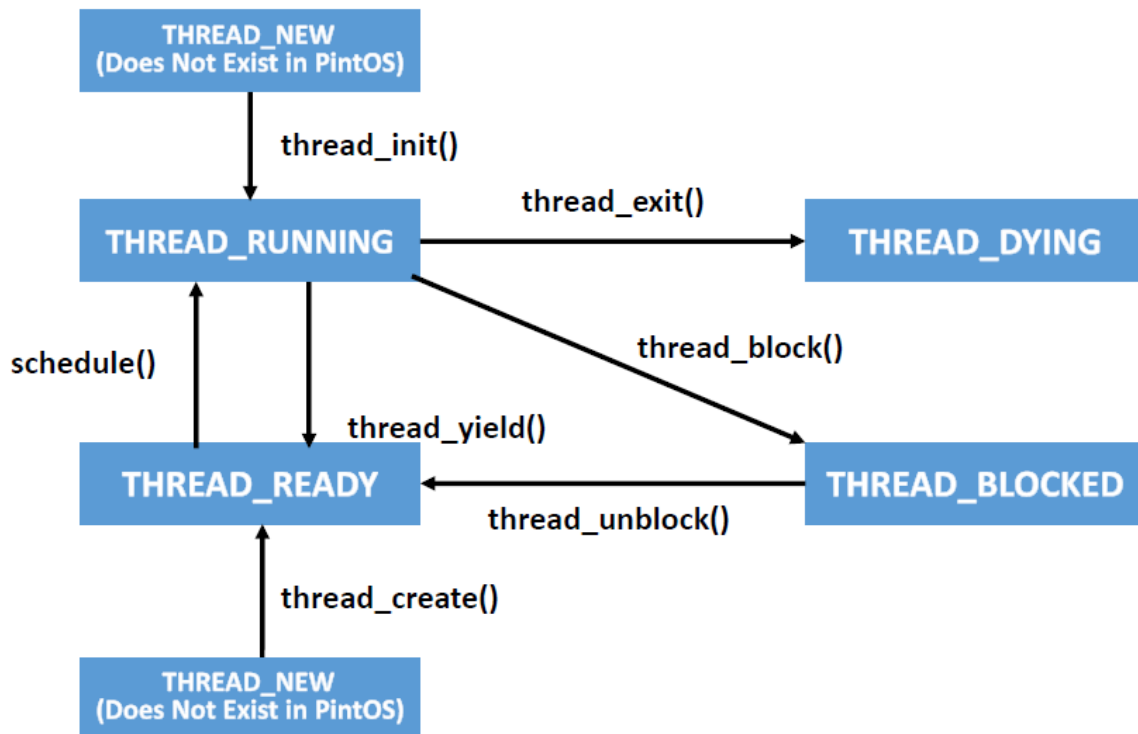 THREAD_NEW
(Does Not Exist in PintOS)
thread_init()
thread_exit()
THREAD_RUNNING
THREAD_DYING
schedule()
thread_block()
thread_yield()
THREAD_READY
THREAD_BLOCKED
thread_unblock()
thread_create()
THREAD_NEW
(Does Not Exist in PintOS)